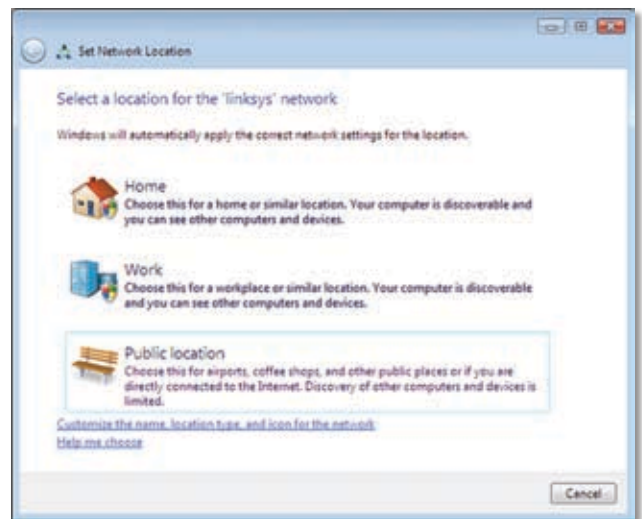 Set Network Location
Select a location for the 'linksys' network
Windows will automatically apply the correct network settings for the location.
Home
Choose this for a home or similar location. Your computer is discoverable and
you can see other computers and devices.
Work
Choose this for a workplace or similar location. Your computer is discoverable
and you can see other computers and devices.
Public location
Choose this for airports, coffee shops, and other public places or if you are
directly connected to the Internet. Discovery of other computers and devices is
limited.
Customize the name, location type, and icon for the network
Help me choose
Cancel